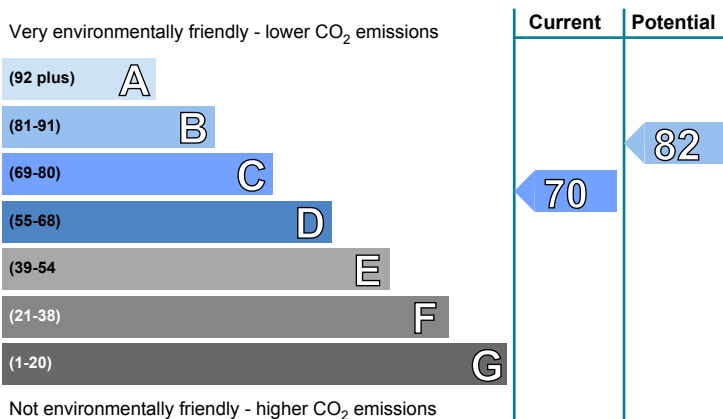 Very environmentally friendly - lower CO₂ emissions
Current
Potential
(92 plus) A
(81-91) B
(69-80) C
(55-68) D
(39-54 E
(21-38) F
(1-20) G
82
70
Not environmentally friendly - higher CO₂ emissions